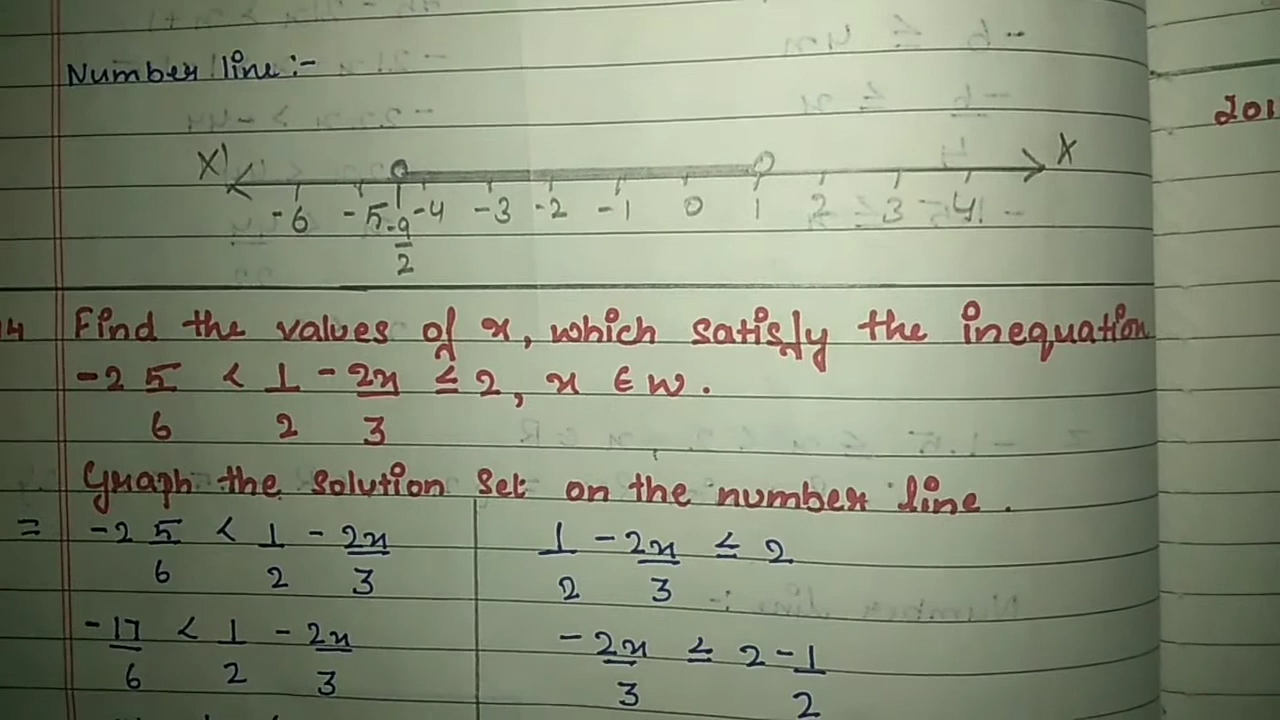 Number line :-
X' X
-6 -5 -9/2 -4 -3 -2 -1 0 1 2 3 4
201
14 Find the values of x, which satisfy the inequation
-2 5/6 < 1/2 - 2x/3 ≤ 2, x ∈ W.
Graph the solution set on the number line.
= -2 5/6 < 1/2 - 2x/3
-17/6 < 1/2 - 2x/3
1/2 - 2x/3 ≤ 2
-2x/3 ≤ 2 - 1/2